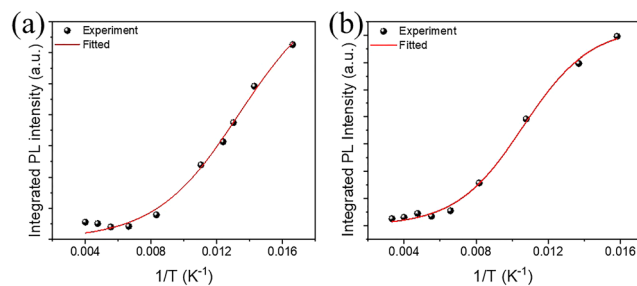 (a)
Experiment
Fitted
Integrated PL intensity (a.u.)
0.004 0.008 0.012 0.016
1/T (K⁻¹)
(b)
Experiment
Fitted
Integrated PL Intensity (a.u.)
0.004 0.008 0.012 0.016
1/T (K⁻¹)